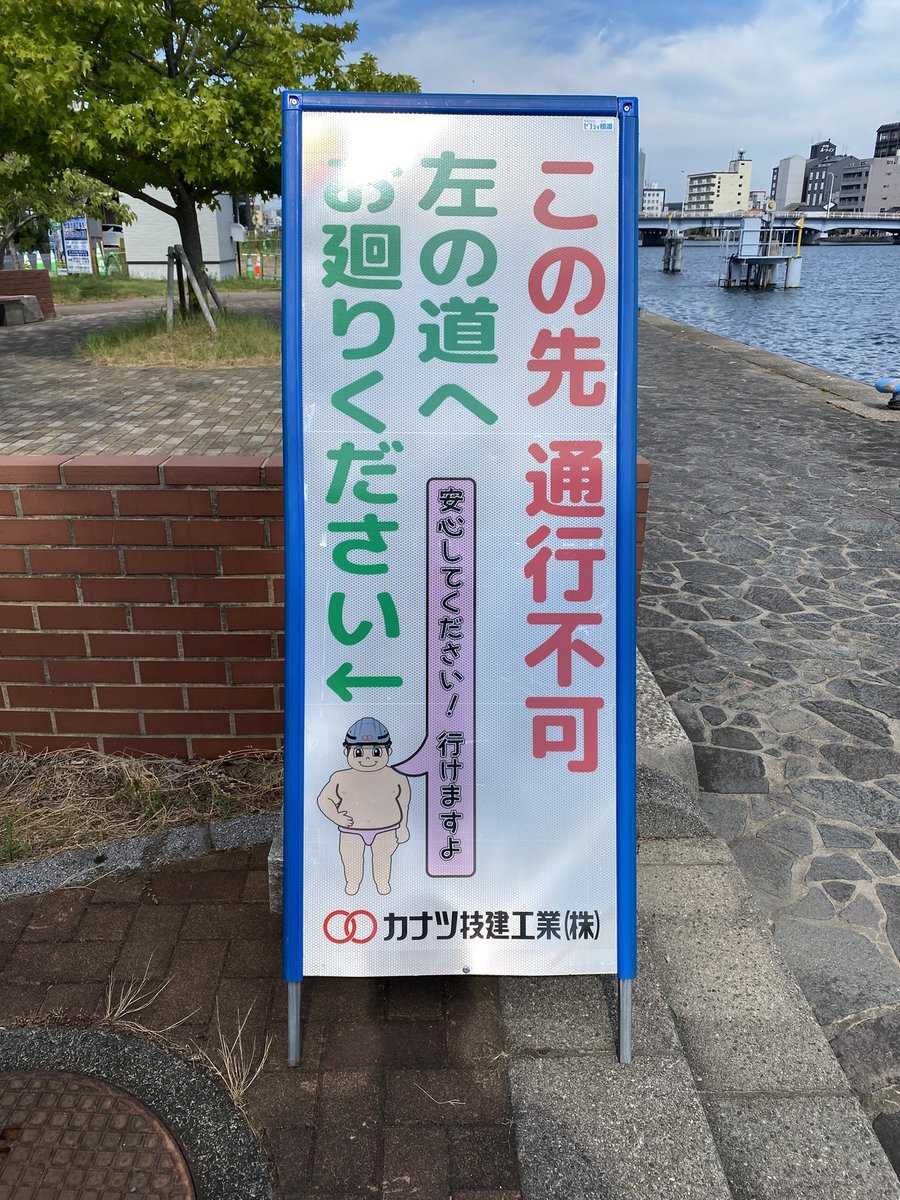 この先 通行不可
左の道へ
お廻りください←
安心してください! 行けますよ
カナツ技建工業(株)